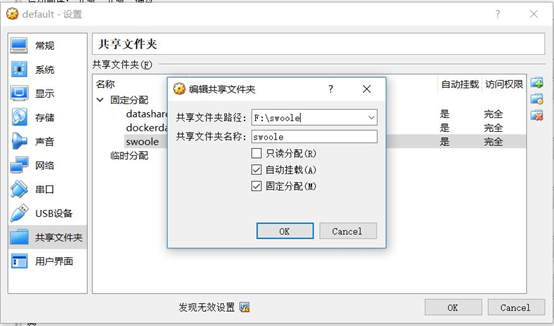 default - 设置
常规
系统
显示
存储
声音
网络
串口
USB设备
共享文件夹
用户界面
共享文件夹
共享文件夹(F)
名称
自动挂载
访问权限
固定分配
datasha
是
完全
dockerda
是
完全
swoole
是
完全
临时分配
编辑共享文件夹
?
共享文件夹路径:
F:\swoole
共享文件夹名称:
swoole
只读分配(R)
自动挂载(A)
固定分配(M)
OK
Cancel
发现无效设置
OK
Cancel